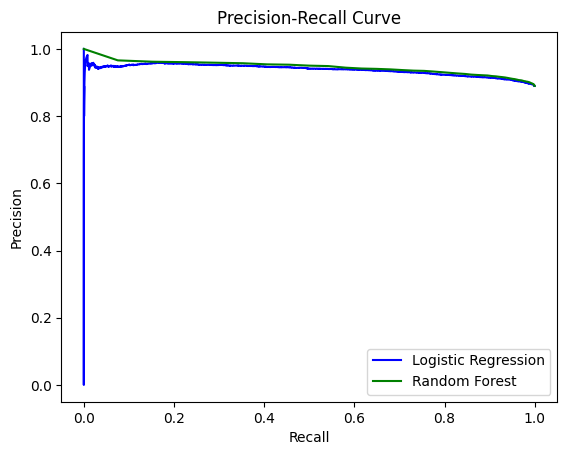 Precision-Recall Curve
1.0
0.8
0.6
0.4
0.2
0.0
Precision
0.0 0.2 0.4 0.6 0.8 1.0
Recall
Logistic Regression
Random Forest